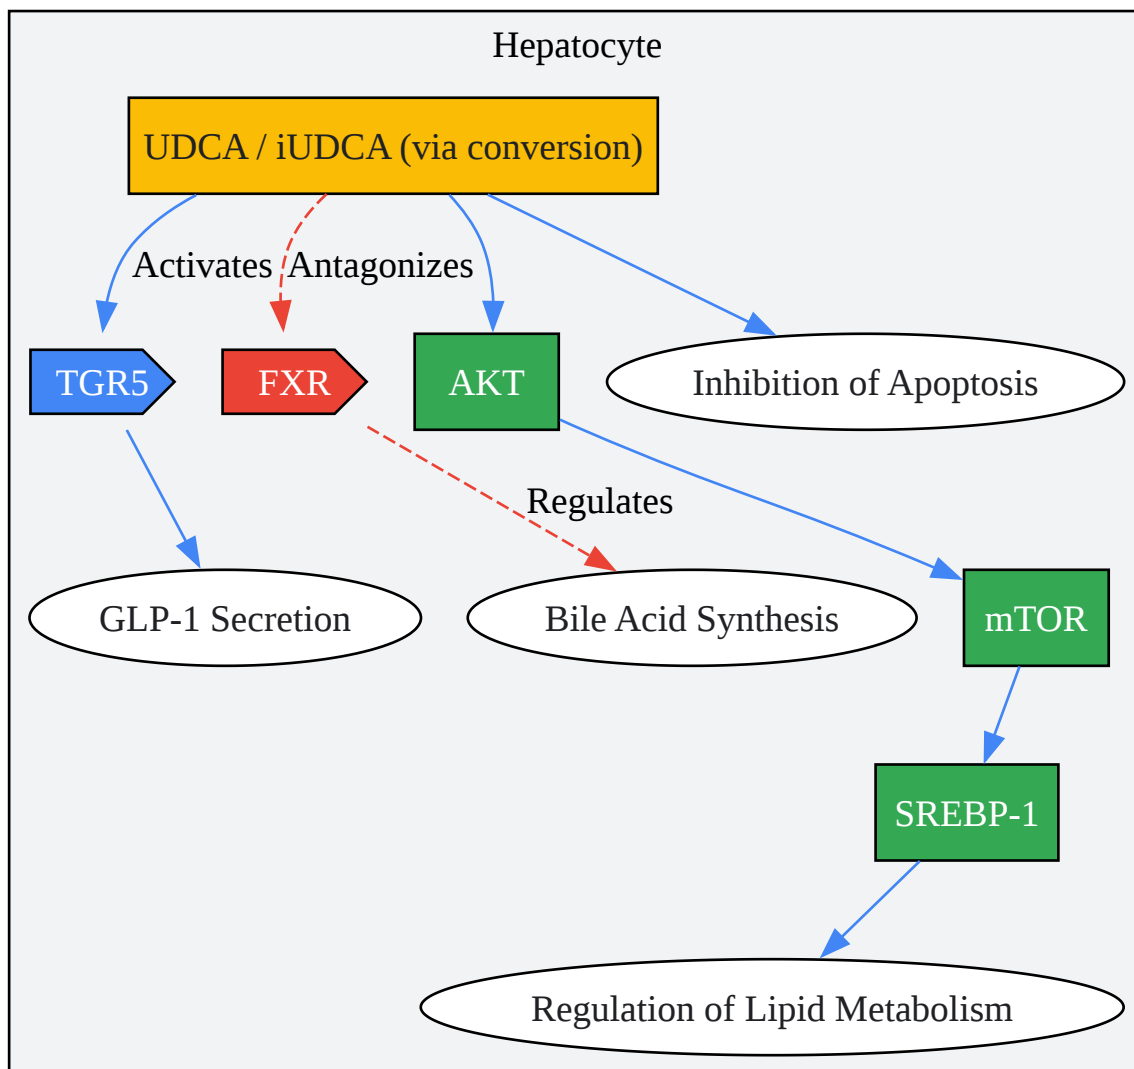 Hepatocyte
UDCA / iUDCA (via conversion)
Activates
Antagonizes
TGR5
FXR
AKT
Inhibition of Apoptosis
Regulates
GLP-1 Secretion
Bile Acid Synthesis
mTOR
SREBP-1
Regulation of Lipid Metabolism